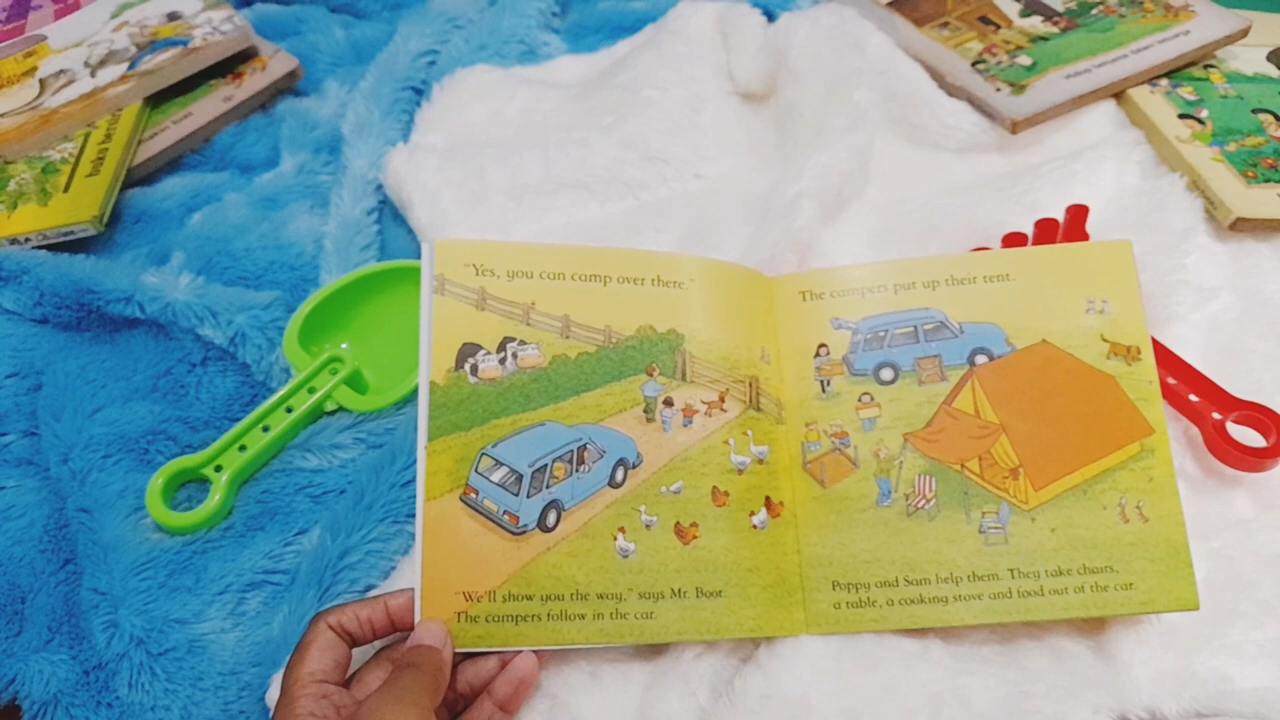 "Yes, you can camp over there."
"We'll show you the way," says Mr. Boot.
The campers follow in the car.
The campers put up their tent.
Poppy and Sam help them. They take chairs,
a table, a cooking stove and food out of the car.
buku